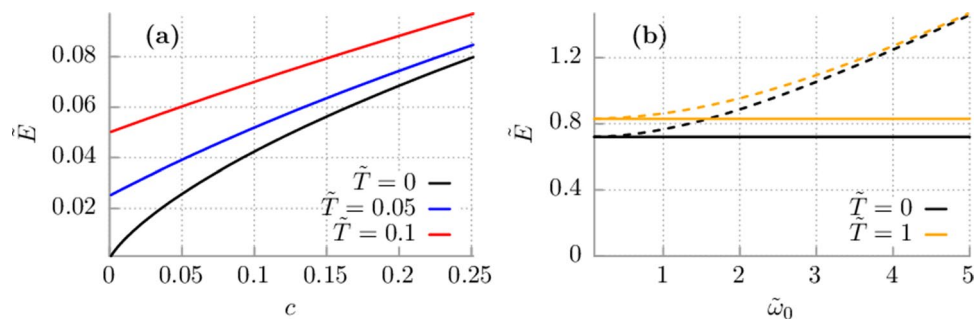 (a)
0.08
0.06
0.04
0.02
Ẽ
T̃ = 0
T̃ = 0.05
T̃ = 0.1
0 0.05 0.1 0.15 0.2 0.25
c
(b)
1.2
0.8
0.4
0
Ẽ
T̃ = 0
T̃ = 1
1 2 3 4 5
ω̃₀